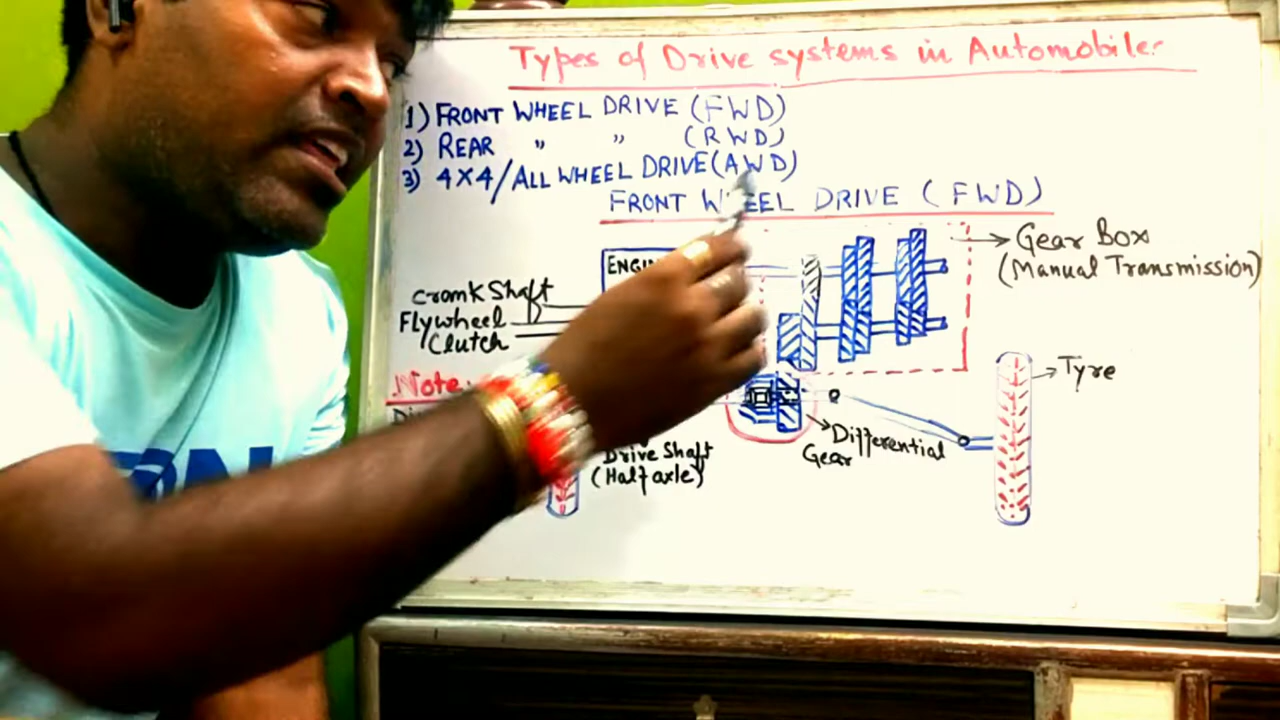 Types of Drive systems in Automobiles
1) FRONT WHEEL DRIVE (FWD)
2) REAR " " (RWD)
3) 4X4/ALL WHEEL DRIVE (AWD)
FRONT WHEEL DRIVE (FWD)
Gear Box
(Manual Transmission)
Cromk Shaft
Flywheel
Clutch
Note:
Tyre
Differential
Gear
Drive Shaft
(Half axle)